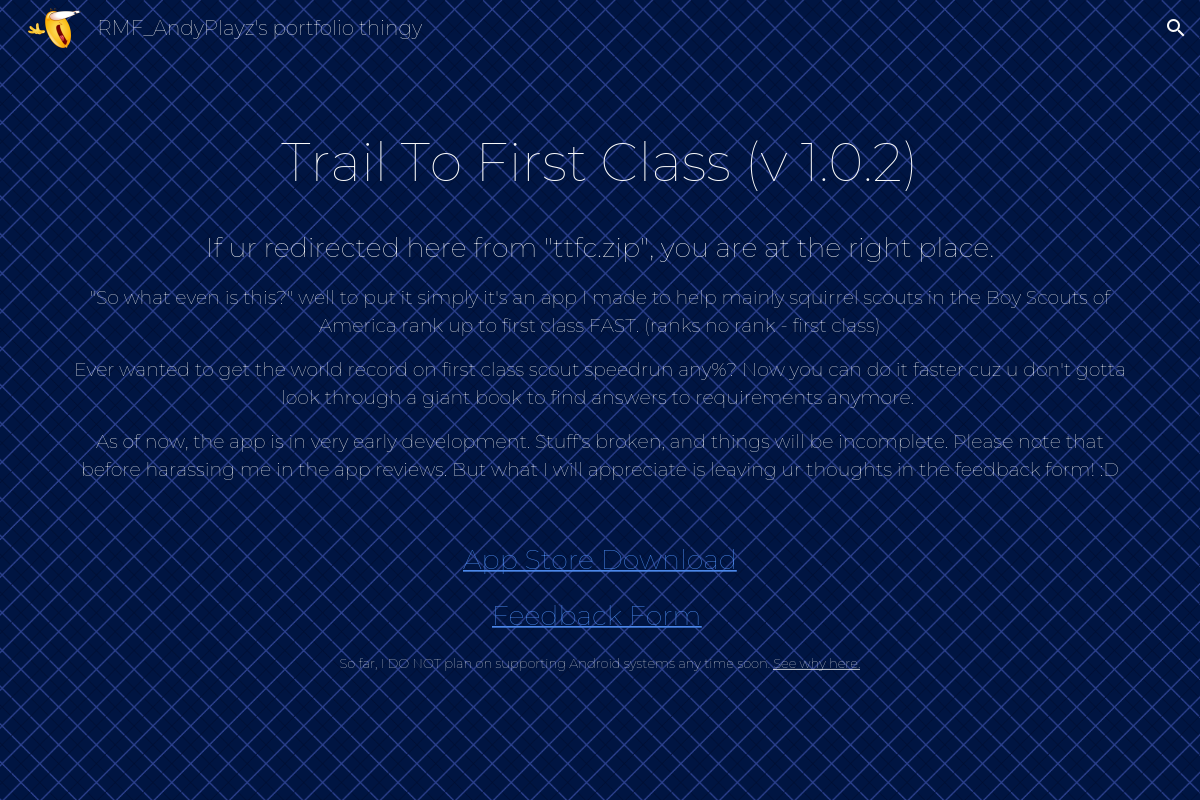 RMF_AndyPlayz's portfolio thingy
Trail To First Class (v 1.0.2)
If ur redirected here from "ttfc.zip", you are at the right place.
"So what even is this?" well to put it simply it's an app I made to help mainly squirrel scouts in the Boy Scouts of
America rank up to first class FAST. (ranks no rank - first class)
Ever wanted to get the world record on first class scout speedrun any%? Now you can do it faster cuz u don't gotta
look through a giant book to find answers to requirements anymore.
As of now, the app is in very early development. Stuff's broken, and things will be incomplete. Please note that
before harassing me in the app reviews. But what I will appreciate is leaving ur thoughts in the feedback form! :D
App Store Download
Feedback Form
So far, I DO NOT plan on supporting Android systems any time soon. See why here.